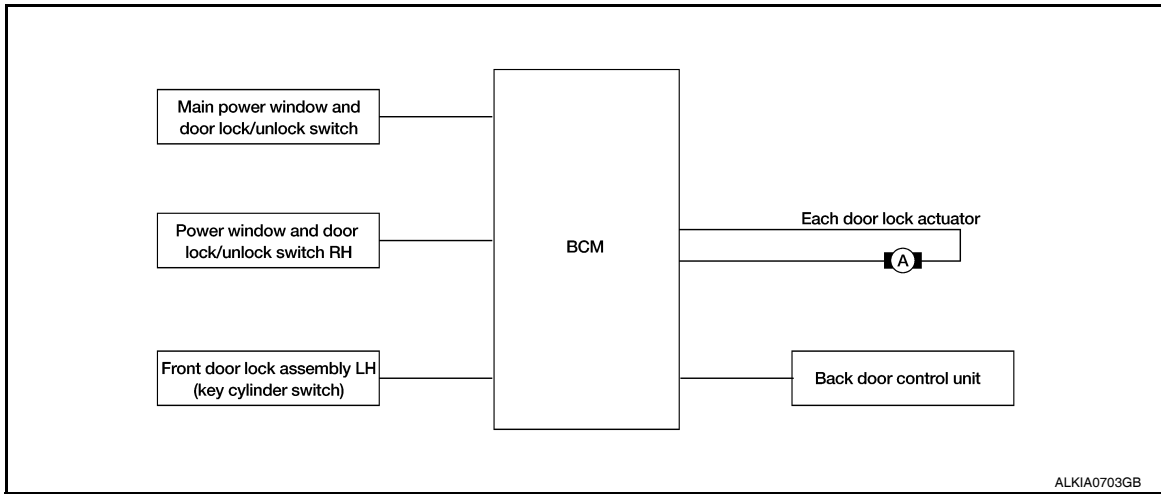 Main power window and
door lock/unlock switch
Power window and door
lock/unlock switch RH
Front door lock assembly LH
(key cylinder switch)
BCM
Each door lock actuator
A
Back door control unit
ALKIA0703GB